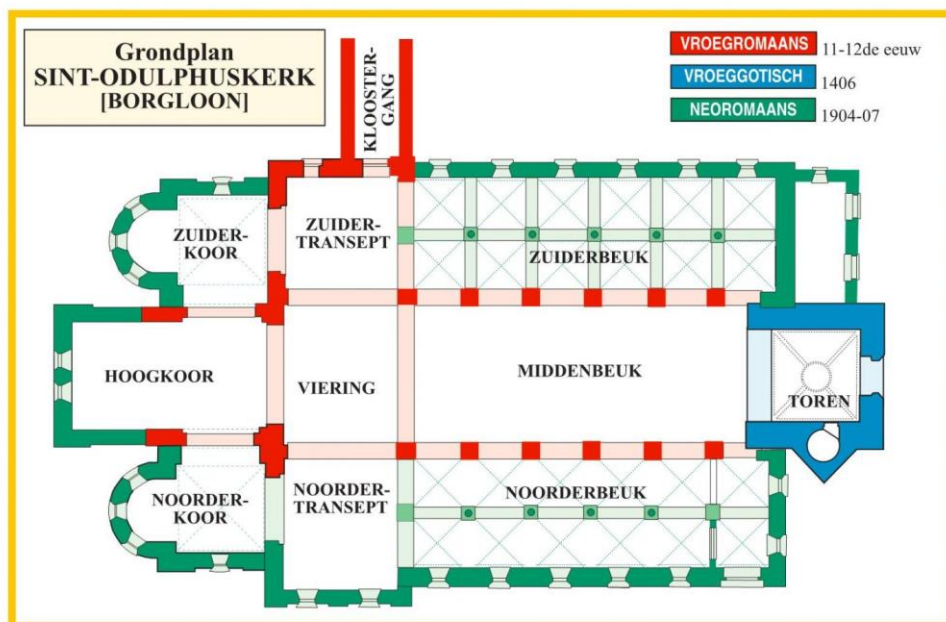 Grondplan
SINT-ODULPHUSKERK
[BORGLOON]
KLOOSTER-
GANG
VROEGROMAANS 11-12de eeuw
VROEGGOTISCH 1406
NEOROMAANS 1904-07
ZUIDER-
KOOR
ZUIDER-
TRANSEPT
ZUIDERBEUK
HOOGKOOR
VIERING
MIDDENBEUK
TOREN
NOORDER-
KOOR
NOORDER-
TRANSEPT
NOORDERBEUK